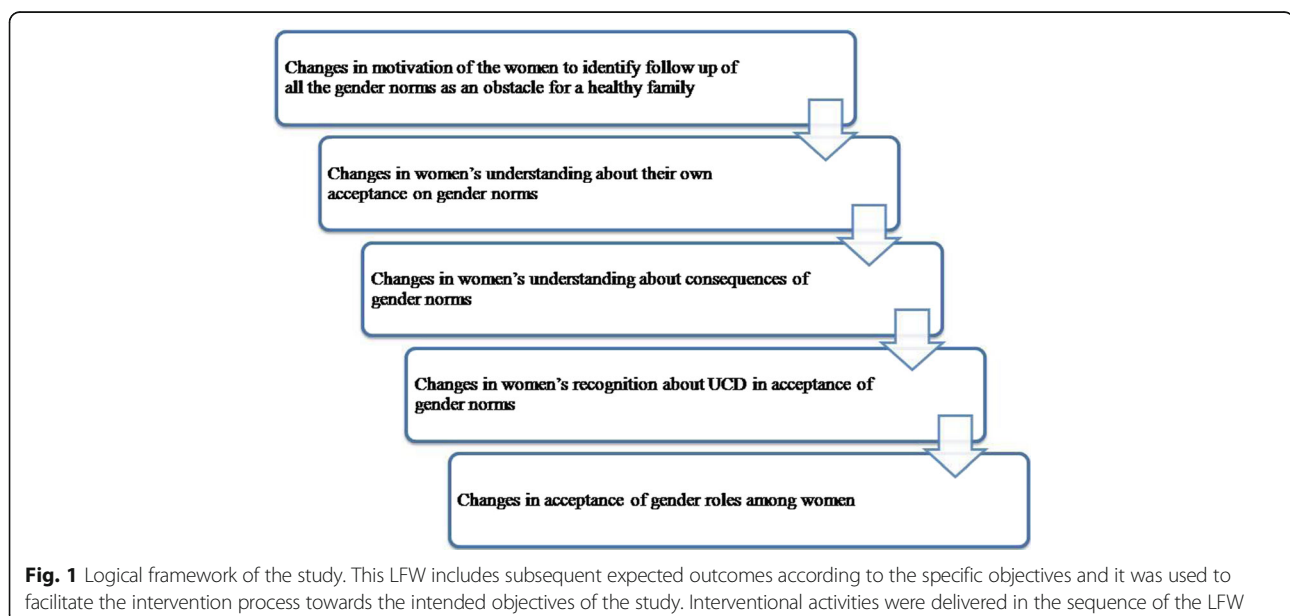 Changes in motivation of the women to identify follow up of
all the gender norms as an obstacle for a healthy family
Changes in women's understanding about their own
acceptance on gender norms
Changes in women's understanding about consequences of
gender norms
Changes in women's recognition about UCD in acceptance of
gender norms
Changes in acceptance of gender roles among women
Fig. 1 Logical framework of the study. This LFW includes subsequent expected outcomes according to the specific objectives and it was used to
facilitate the intervention process towards the intended objectives of the study. Interventional activities were delivered in the sequence of the LFW